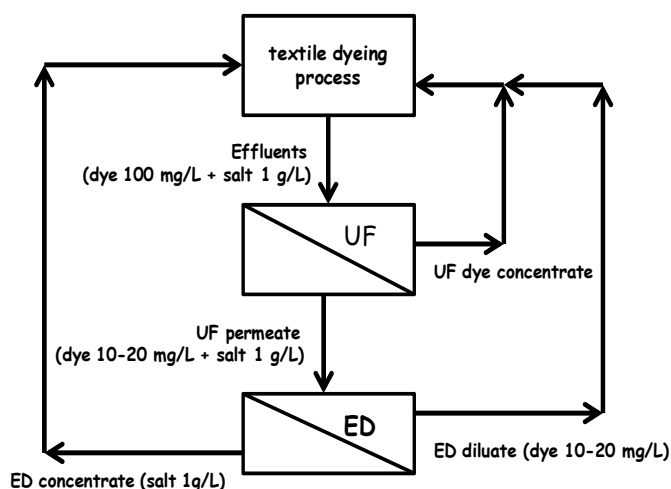 textile dyeing
process
Effluents
(dye 100 mg/L + salt 1 g/L)
UF
UF dye concentrate
UF permeate
(dye 10-20 mg/L + salt 1 g/L)
ED
ED diluate (dye 10-20 mg/L)
ED concentrate (salt 1g/L)